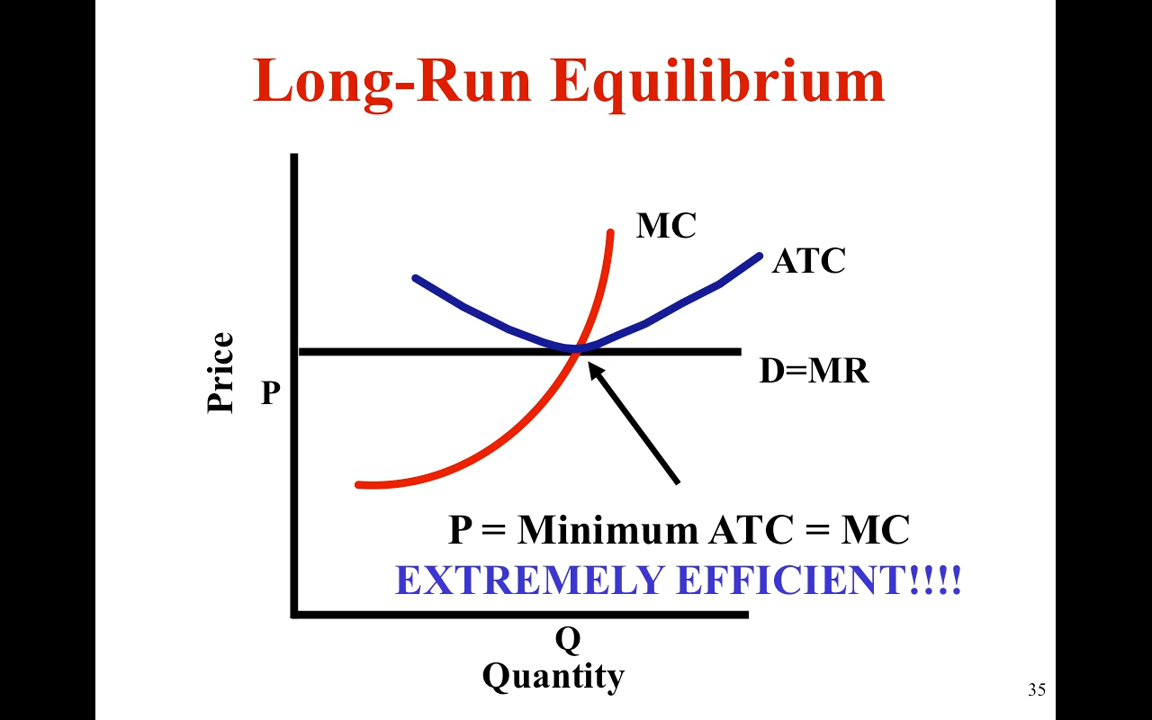 Long-Run Equilibrium
MC
ATC
Price
P
D=MR
P = Minimum ATC = MC
EXTREMELY EFFICIENT!!!!
Q
Quantity
35